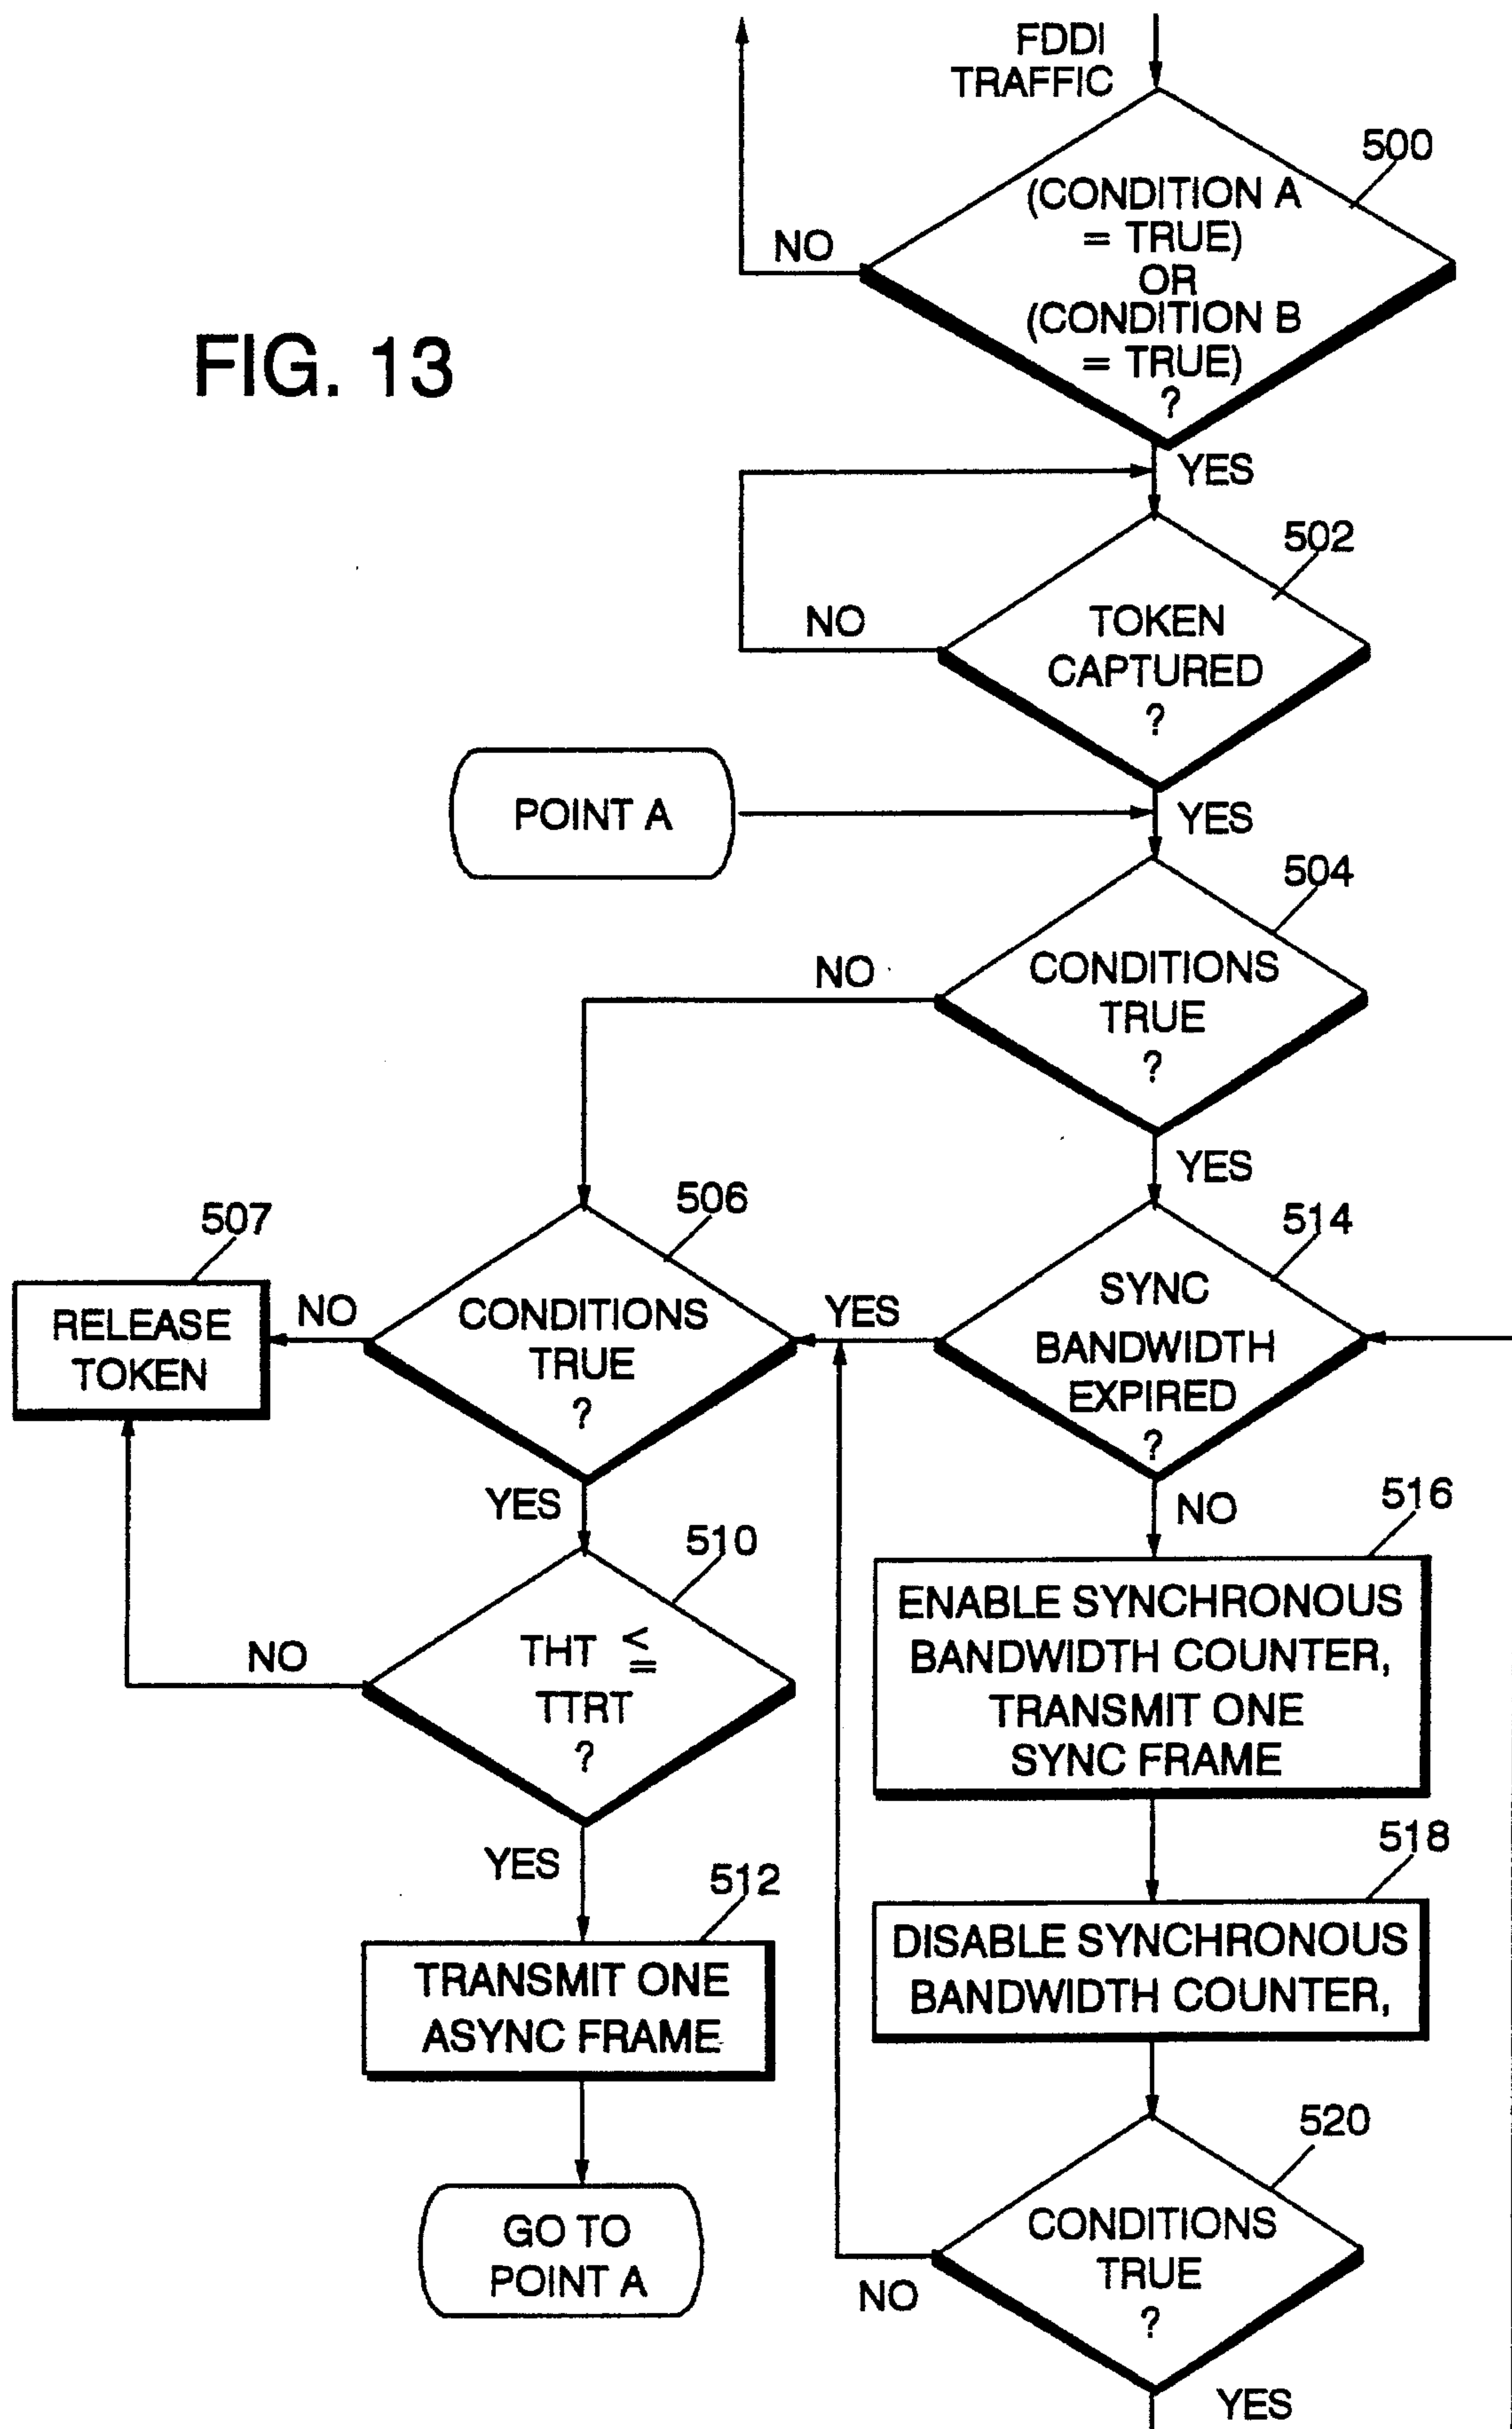 FDDI
TRAFFIC
500
(CONDITION A
= TRUE)
OR
(CONDITION B
= TRUE)
?
NO
FIG. 13
YES
502
TOKEN
CAPTURED
?
NO
POINT A
YES
504
CONDITIONS
TRUE
?
NO
YES
507
RELEASE
TOKEN
NO
506
CONDITIONS
TRUE
?
YES
514
SYNC
BANDWIDTH
EXPIRED
?
YES
NO
510
THT ≤
TTRT
?
NO
516
ENABLE SYNCHRONOUS
BANDWIDTH COUNTER,
TRANSMIT ONE
SYNC FRAME
YES
512
TRANSMIT ONE
ASYNC FRAME
518
DISABLE SYNCHRONOUS
BANDWIDTH COUNTER,
GO TO
POINT A
520
CONDITIONS
TRUE
?
NO
YES